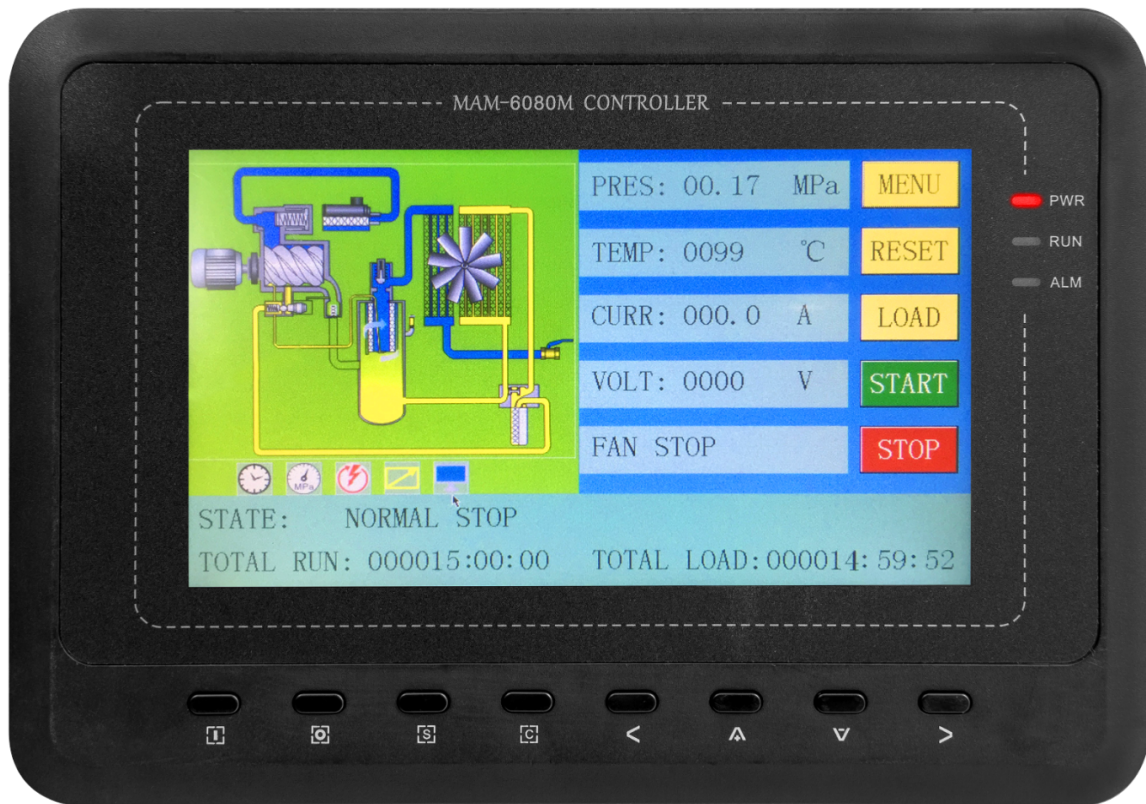 MAM-6080M CONTROLLER
PRES: 00.17 MPa
MENU
TEMP: 0099 ℃
RESET
CURR: 000.0 A
LOAD
VOLT: 0000 V
START
FAN STOP
STOP
PWR
RUN
ALM
MPa
STATE: NORMAL STOP
TOTAL RUN: 000015:00:00 TOTAL LOAD:000014:59:52
I O S C < ∧ ∨ >